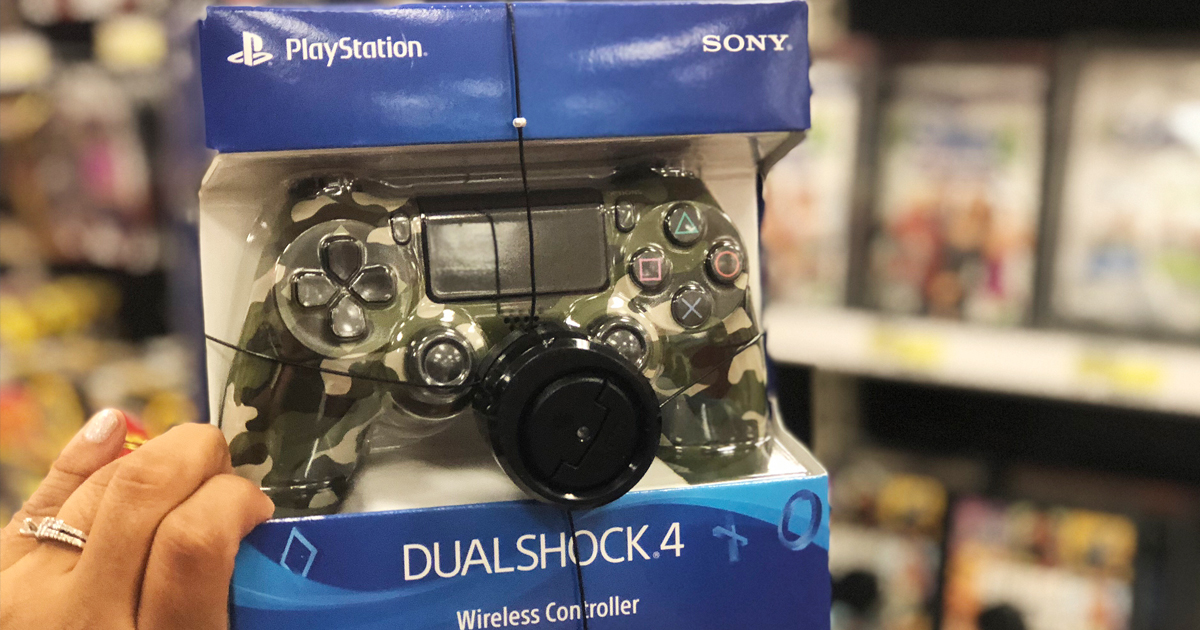 PlayStation®
SONY®
DUALSHOCK®4
Wireless Controller